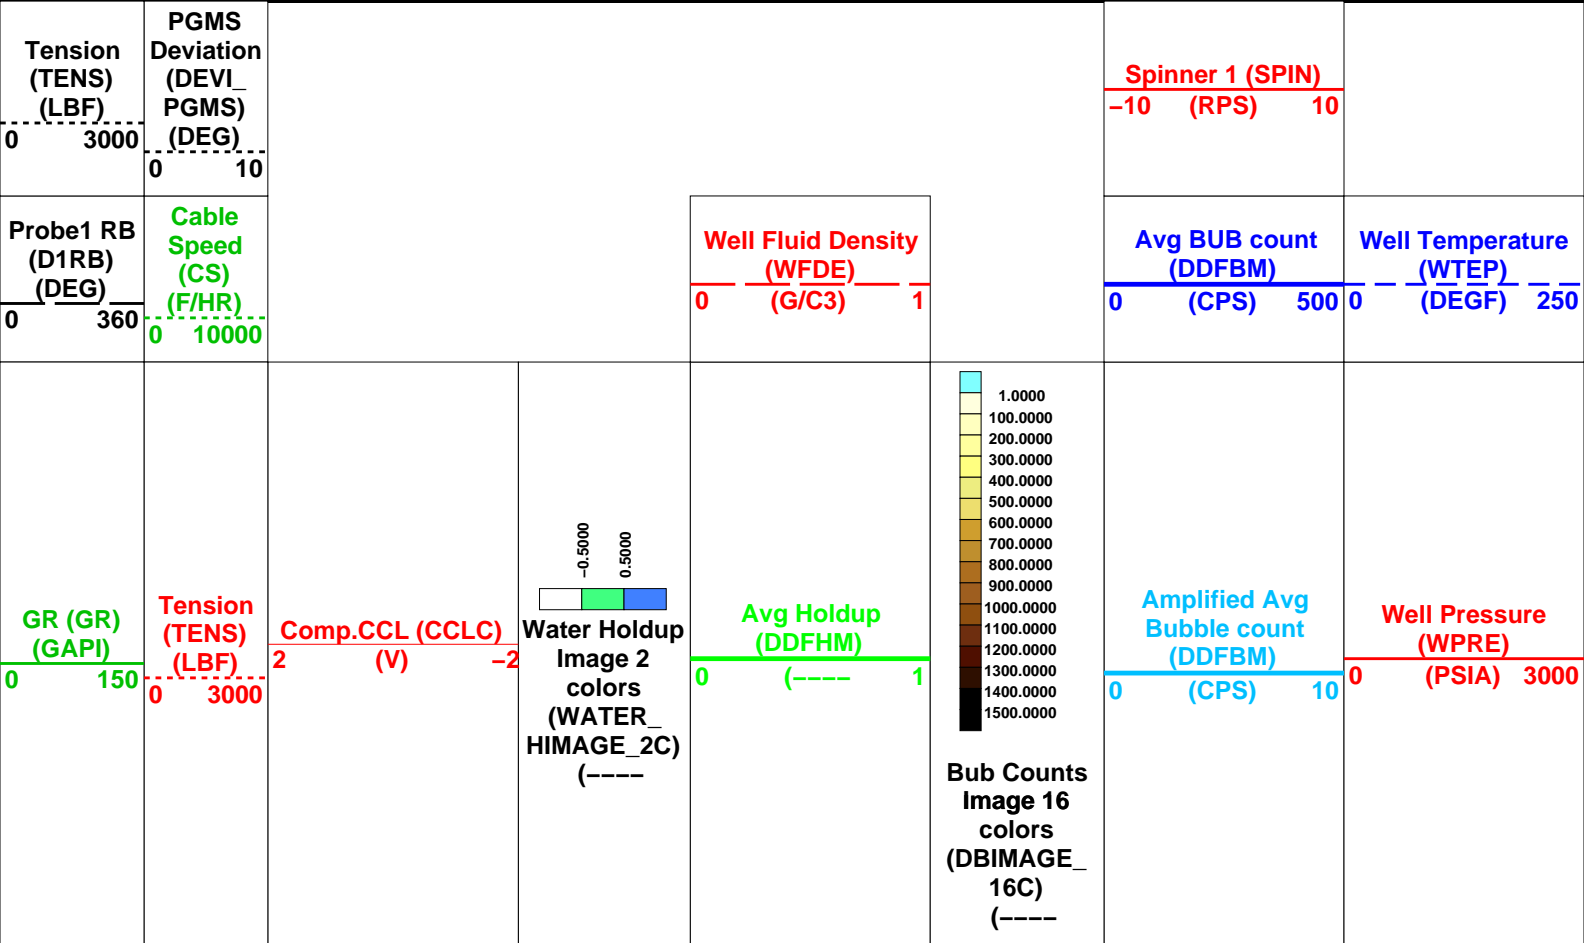 Tension
(TENS)
(LBF)
0 3000
PGMS
Deviation
(DEVI_
PGMS)
(DEG)
0 10
Spinner 1 (SPIN)
−10 (RPS) 10
Probe1 RB
(D1RB)
(DEG)
0 360
Cable
Speed
(CS)
(F/HR)
0 10000
Well Fluid Density
(WFDE)
0 (G/C3) 1
Avg BUB count
(DDFBM)
0 (CPS) 500
Well Temperature
(WTEP)
0 (DEGF) 250
GR (GR)
(GAPI)
0 150
Tension
(TENS)
(LBF)
0 3000
Comp.CCL (CCLC)
2 (V) −2
−0.5000
0.5000
Water Holdup
Image 2
colors
(WATER_
HIMAGE_2C)
(−−−−
Avg Holdup
(DDFHM)
0 (−−−− 1
1.0000
100.0000
200.0000
300.0000
400.0000
500.0000
600.0000
700.0000
800.0000
900.0000
1000.0000
1100.0000
1200.0000
1300.0000
1400.0000
1500.0000
Bub Counts
Image 16
colors
(DBIMAGE_
16C)
(−−−−
Amplified Avg
Bubble count
(DDFBM)
0 (CPS) 10
Well Pressure
(WPRE)
0 (PSIA) 3000